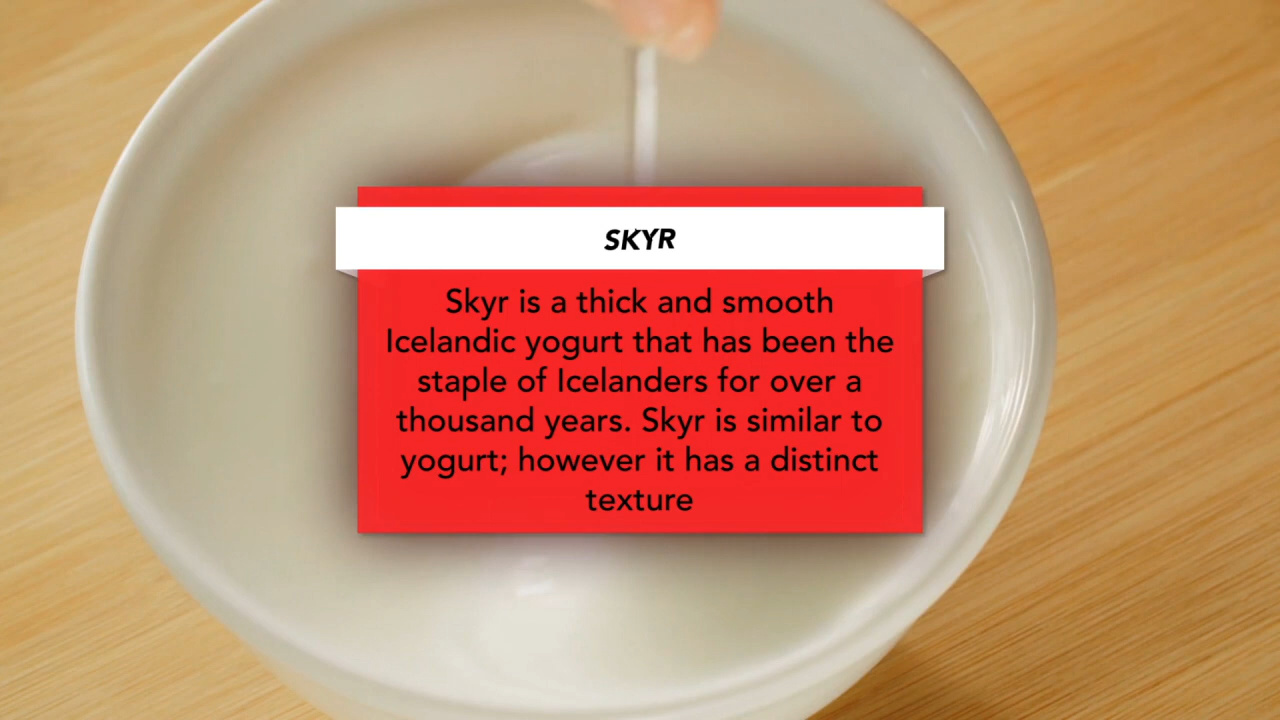 SKYR
Skyr is a thick and smooth
Icelandic yogurt that has been the
staple of Icelanders for over a
thousand years. Skyr is similar to
yogurt; however it has a distinct
texture